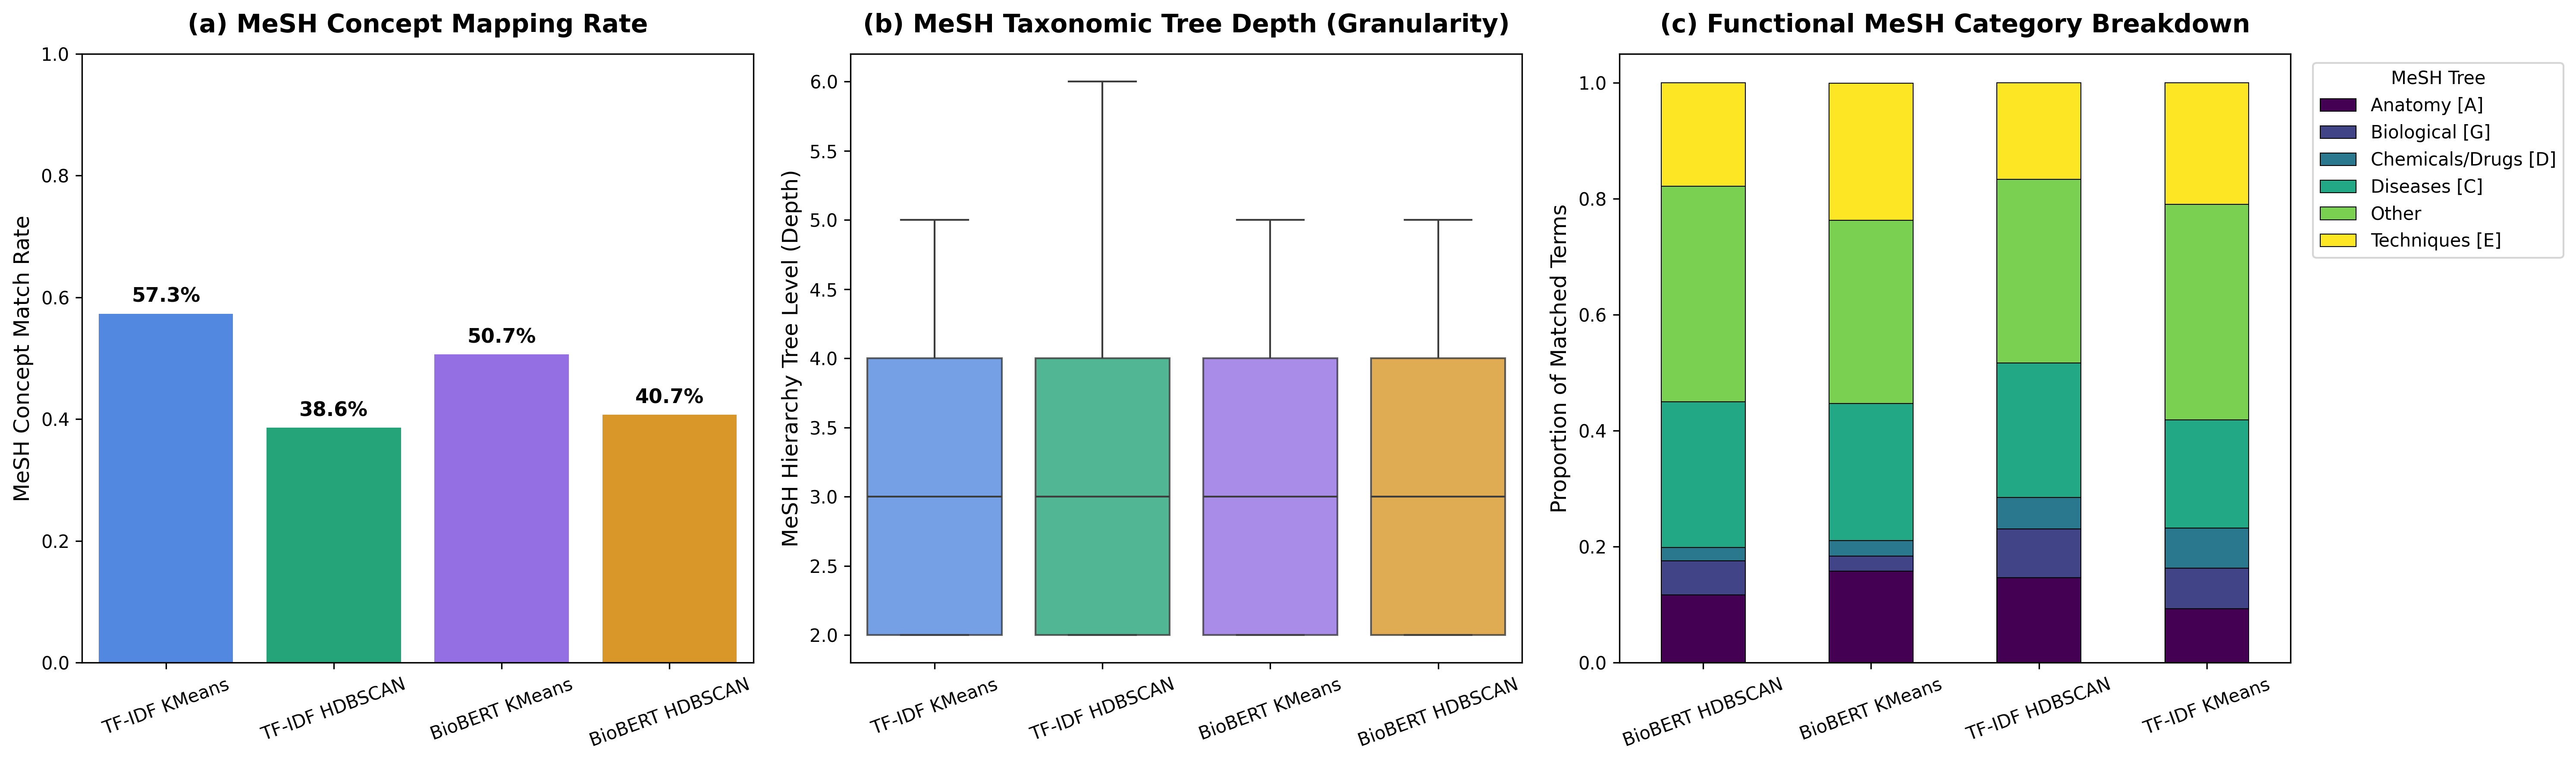 (a) MeSH Concept Mapping Rate
MeSH Concept Match Rate
1.0
0.8
0.6
0.4
0.2
0.0
57.3%
38.6%
50.7%
40.7%
TF-IDF KMeans
TF-IDF HDBSCAN
BioBERT KMeans
BioBERT HDBSCAN
(b) MeSH Taxonomic Tree Depth (Granularity)
MeSH Hierarchy Tree Level (Depth)
6.0
5.5
5.0
4.5
4.0
3.5
3.0
2.5
2.0
TF-IDF KMeans
TF-IDF HDBSCAN
BioBERT KMeans
BioBERT HDBSCAN
(c) Functional MeSH Category Breakdown
Proportion of Matched Terms
1.0
0.8
0.6
0.4
0.2
0.0
BioBERT HDBSCAN
BioBERT KMeans
TF-IDF HDBSCAN
TF-IDF KMeans
MeSH Tree
Anatomy [A]
Biological [G]
Chemicals/Drugs [D]
Diseases [C]
Other
Techniques [E]